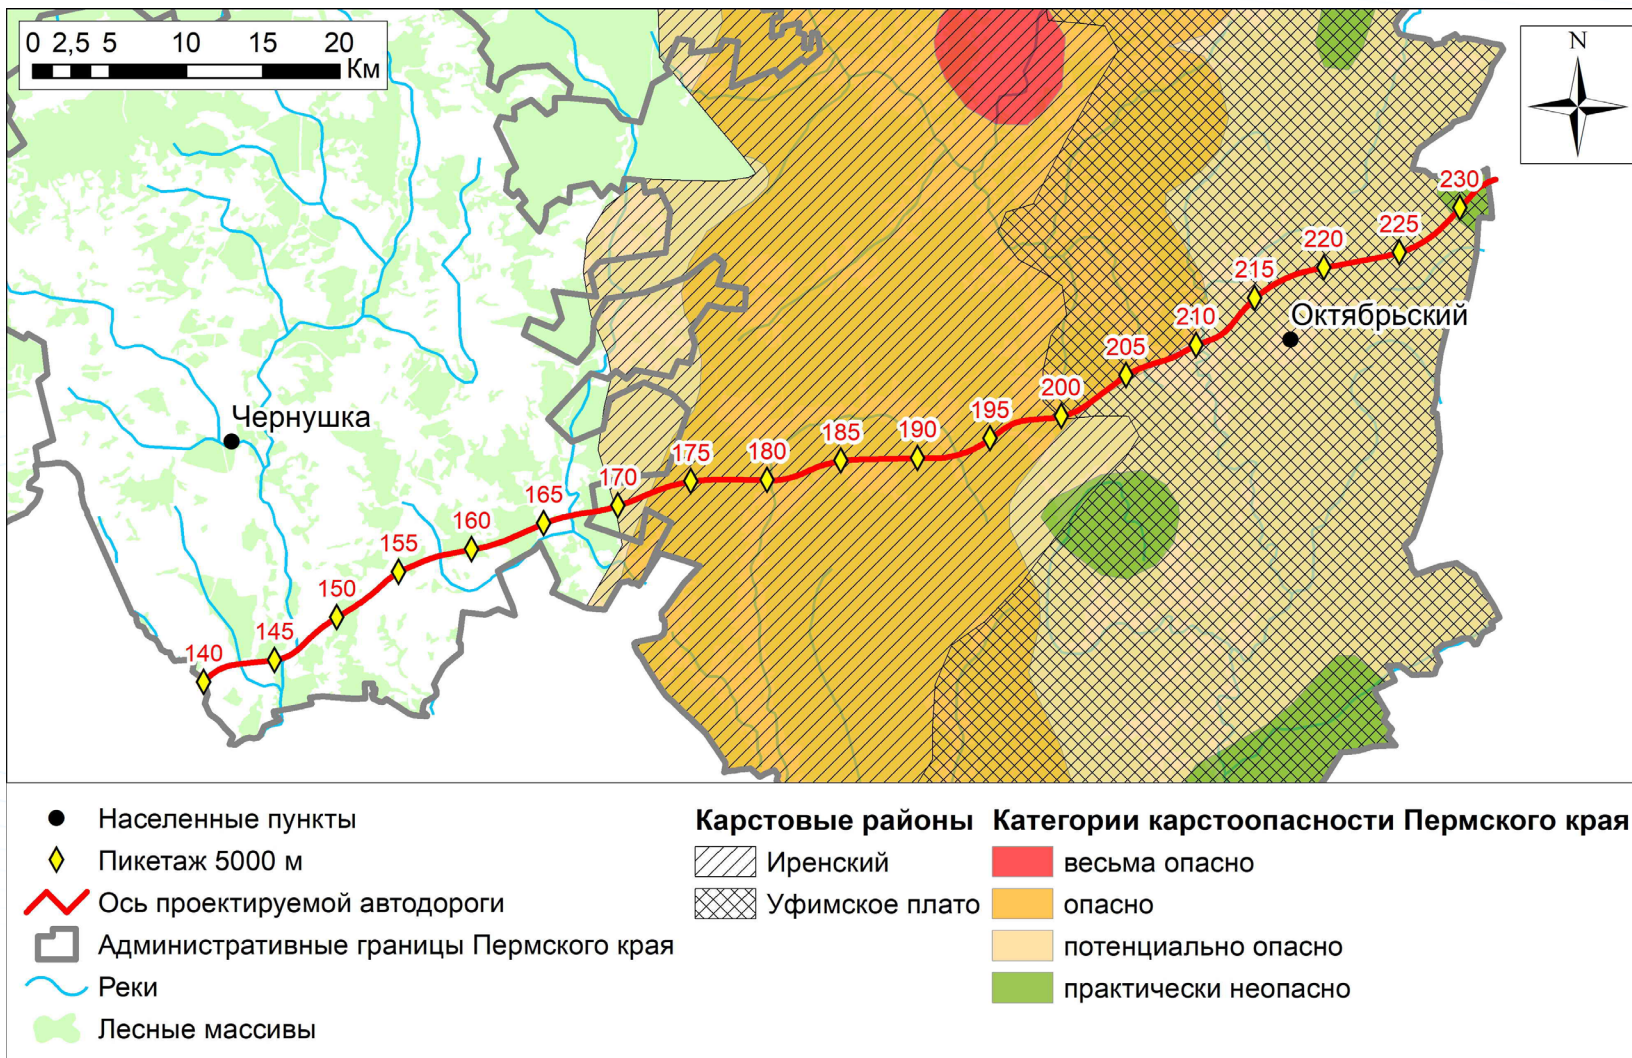 0 2,5 5 10 15 20
Км
N
230
225
220
215
Октябрьский
210
205
200
195
190
185
180
175
170
165
160
155
150
145
140
Чернушка
Населенные пункты
Пикетаж 5000 м
Ось проектируемой автодороги
Административные границы Пермского края
Реки
Лесные массивы
Карстовые районы
Иренский
Уфимское плато
Категории карстоопасности Пермского края
весьма опасно
опасно
потенциально опасно
практически неопасно